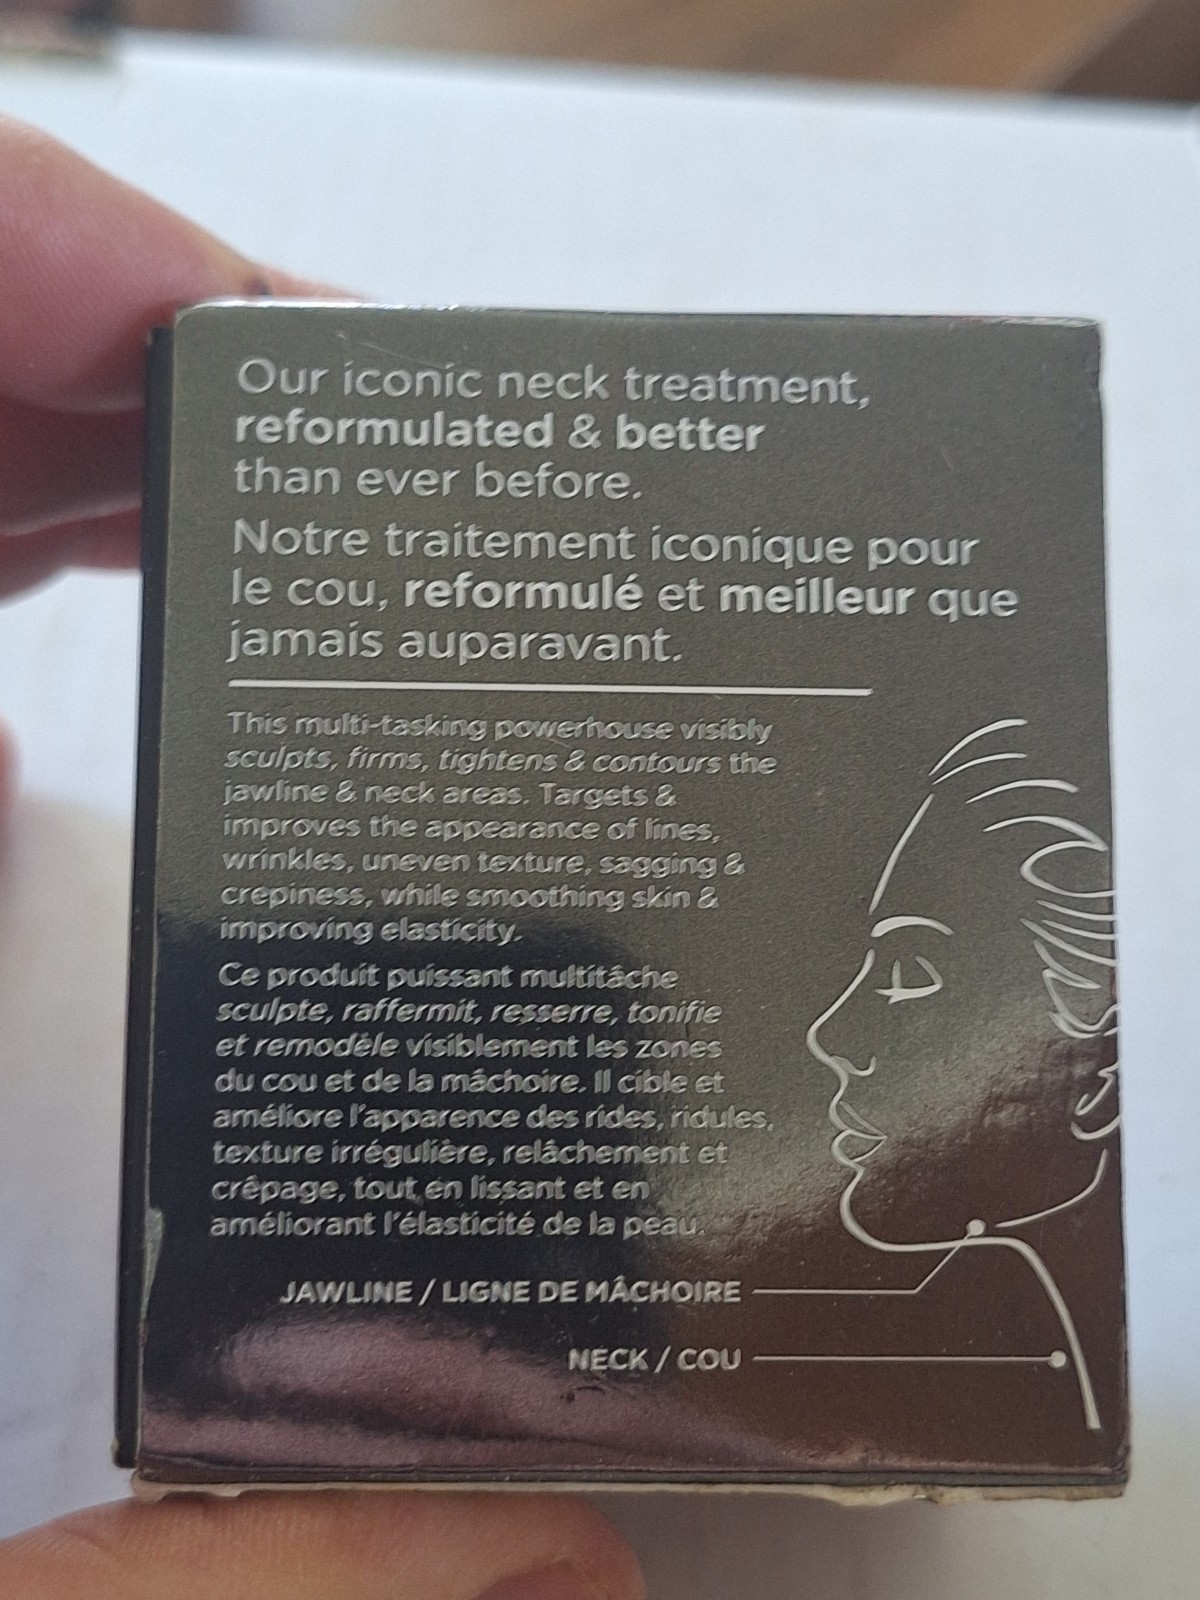 Our iconic neck treatment,
reformulated & better
than ever before.
Notre traitement iconique pour
le cou, reformulé et meilleur que
jamais auparavant.
This multi-tasking powerhouse visibly
sculpts, firms, tightens & contours the
jawline & neck areas. Targets &
improves the appearance of lines,
wrinkles, uneven texture, sagging &
crepiness, while smoothing skin &
improving elasticity.
Ce produit puissant multitâche
sculpte, raffermit, resserre, tonifie
et remodèle visiblement les zones
du cou et de la mâchoire. Il cible et
améliore l'apparence des rides, ridules,
texture irrégulière, relâchement et
crêpage, tout en lissant et en
améliorant l'élasticité de la peau.
JAWLINE / LIGNE DE MÂCHOIRE
NECK / COU